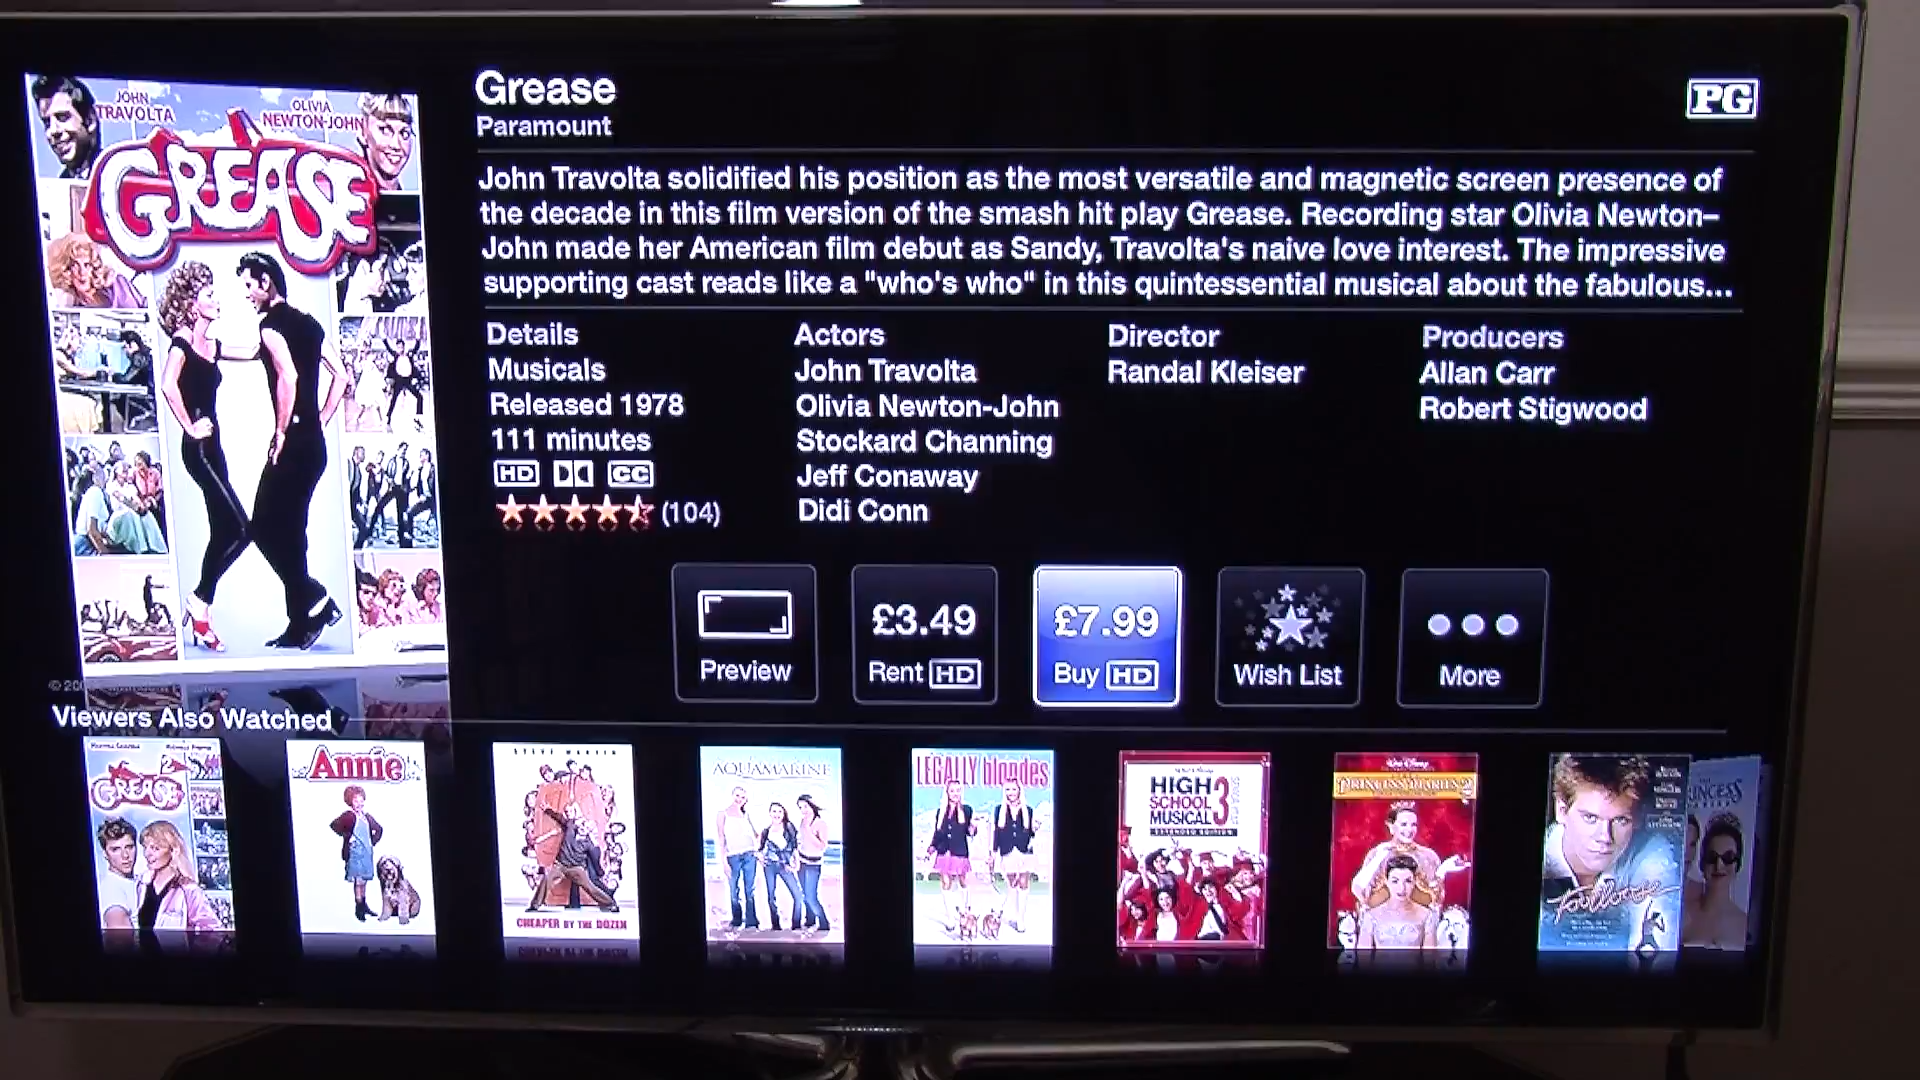 JOHN
TRAVOLTA
OLIVIA
NEWTON-JOHN
GREASE
Grease
Paramount
PG
John Travolta solidified his position as the most versatile and magnetic screen presence of
the decade in this film version of the smash hit play Grease. Recording star Olivia Newton–
John made her American film debut as Sandy, Travolta's naive love interest. The impressive
supporting cast reads like a "who's who" in this quintessential musical about the fabulous...
Details
Musicals
Released 1978
111 minutes
HD CC
(104)
Actors
John Travolta
Olivia Newton-John
Stockard Channing
Jeff Conaway
Didi Conn
Director
Randal Kleiser
Producers
Allan Carr
Robert Stigwood
Preview
£3.49
Rent HD
£7.99
Buy HD
Wish List
More
Viewers Also Watched
GREASE
2
Annie
STEVE MARTIN
CHEAPER BY THE DOZEN
AQUAMARINE
LEGALLY blondes
HIGH
SCHOOL
MUSICAL 3
EXTENDED EDITION
PRINCESS DIARIES 2
Footloose